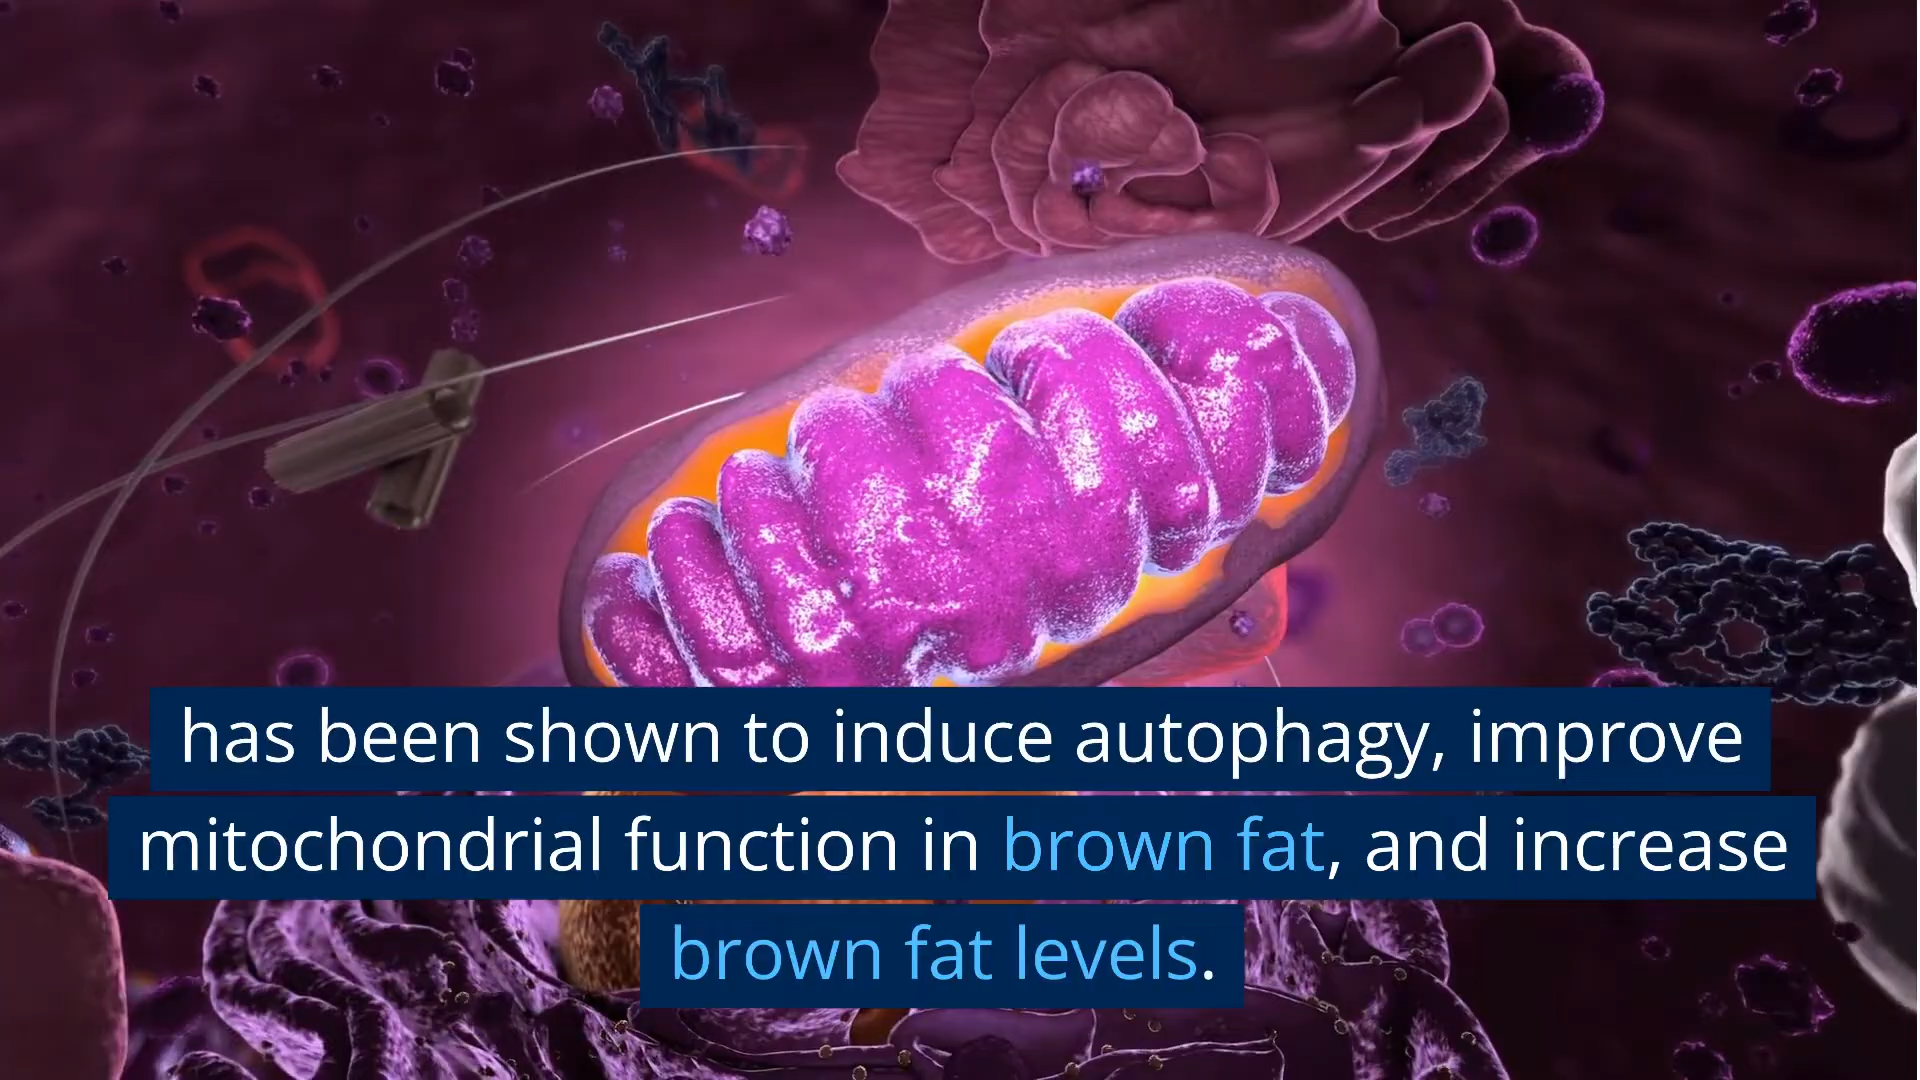 has been shown to induce autophagy, improve
mitochondrial function in brown fat, and increase
brown fat levels.